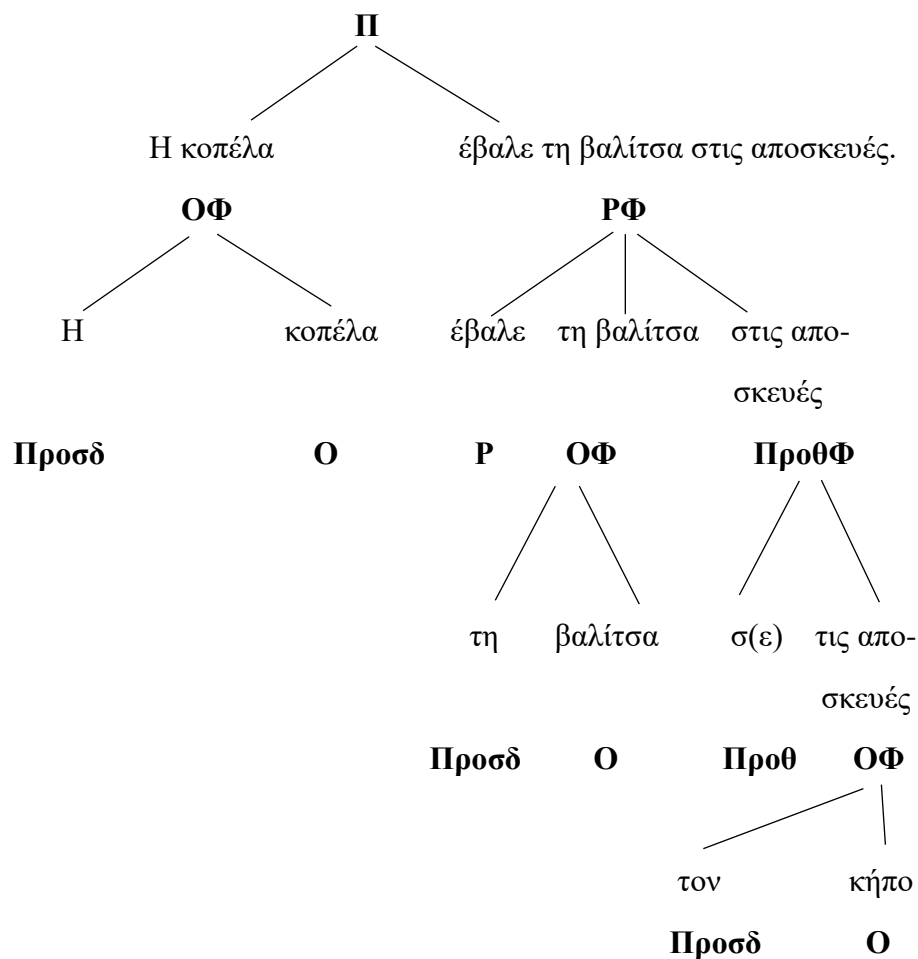 Π
Η κοπέλα έβαλε τη βαλίτσα στις αποσκευές.
ΟΦ ΡΦ
Η κοπέλα έβαλε τη βαλίτσα στις απο-
σκευές
Προσδ Ο Ρ ΟΦ ΠροθΦ
τη βαλίτσα σ(ε) τις απο-
σκευές
Προσδ Ο Προθ ΟΦ
τον κήπο
Προσδ Ο